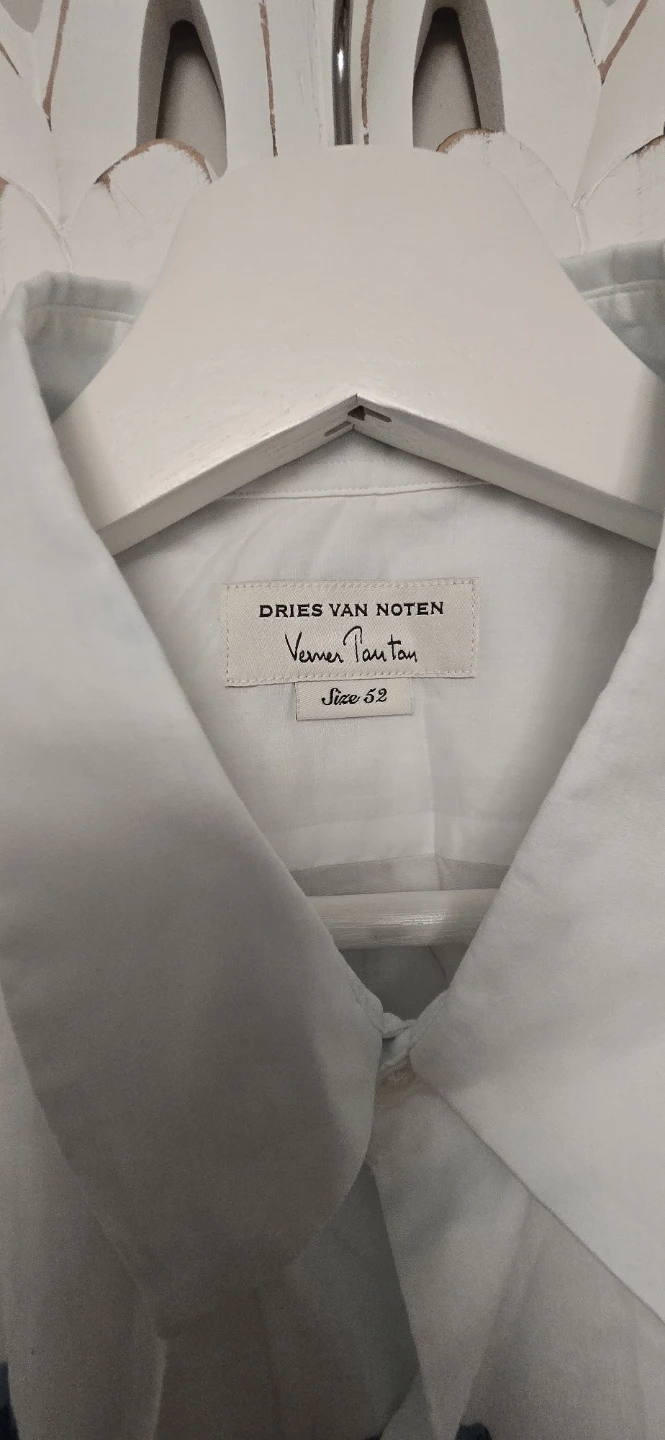 DRIES VAN NOTEN
Verner Panton
Size 52